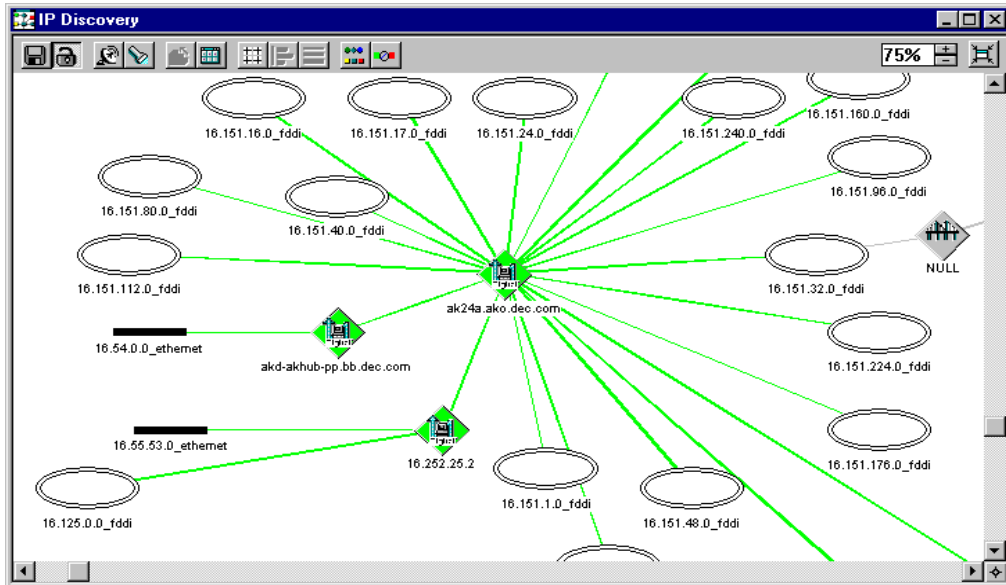 IP Discovery
75%
16.151.16.0_fddi
16.151.17.0_fddi
16.151.24.0_fddi
16.151.240.0_fddi
16.151.160.0_fddi
16.151.80.0_fddi
16.151.40.0_fddi
16.151.96.0_fddi
NULL
16.151.112.0_fddi
16.151.32.0_fddi
ak24a.ako.dec.com
16.54.0.0_ethernet
akd-akhub-pp.bb.dec.com
16.151.224.0_fddi
16.55.53.0_ethernet
16.252.25.2
16.151.176.0_fddi
16.125.0.0_fddi
16.151.1.0_fddi
16.151.48.0_fddi